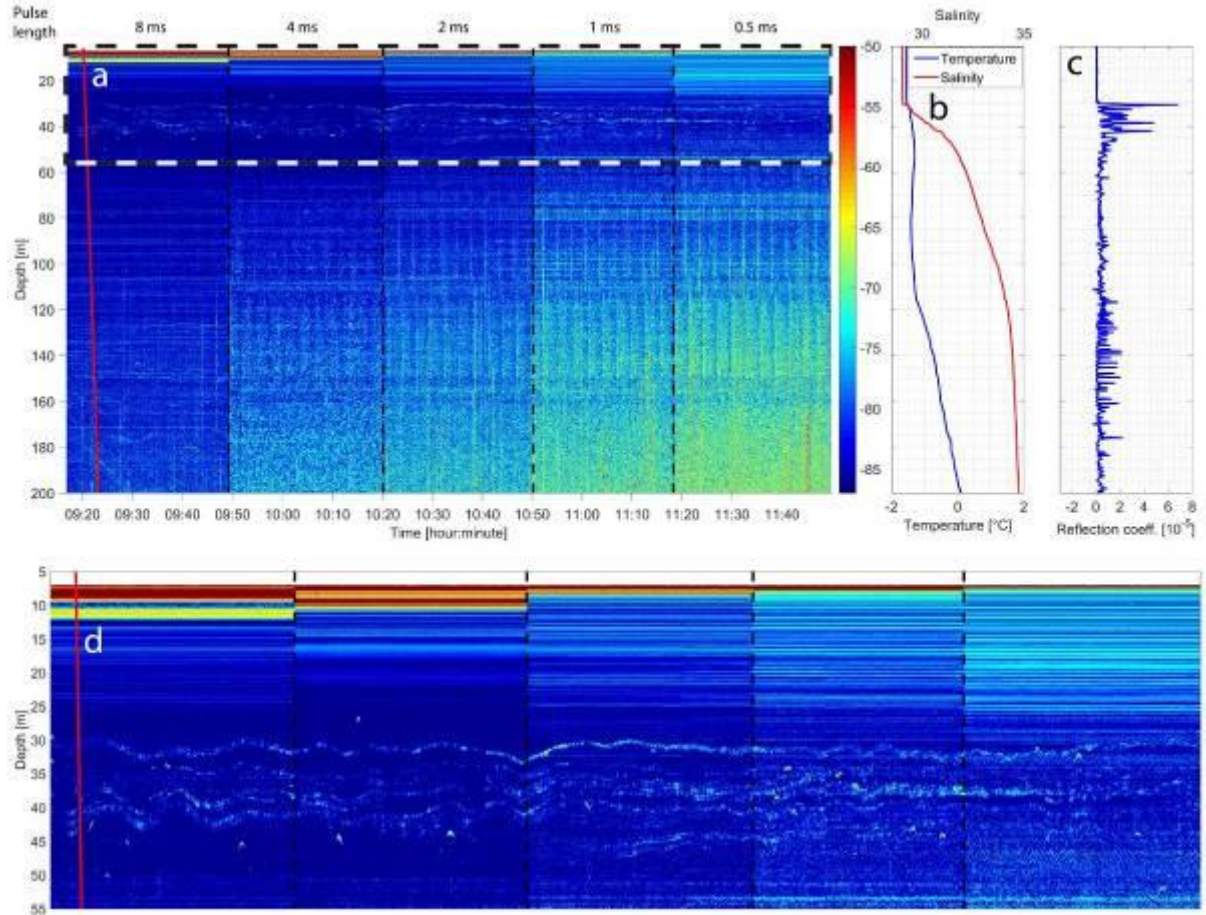 Pulse length 8 ms 4 ms 2 ms 1 ms 0.5 ms
a
20
40
60
80
100
120
140
160
180
200
Depth [m]
09:20 09:30 09:40 09:50 10:00 10:10 10:20 10:30 10:40 10:50 11:00 11:10 11:20 11:30 11:40
Time [hour:minute]
-50
-55
-60
-65
-70
-75
-80
-85
Salinity
30 35
Temperature
Salinity
b
-2 0 2
Temperature [°C]
c
-2 0 2 4 6 8
Reflection coeff. [10-5]
5
10
15
20
25
30
35
40
45
50
55
Depth [m]
d